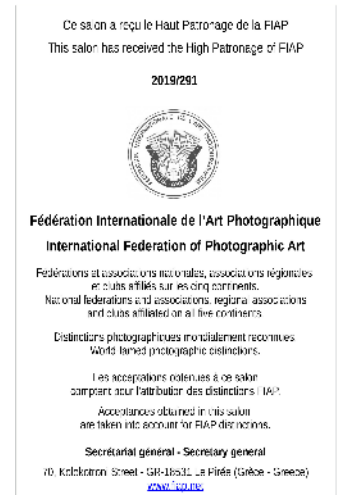 Ce salon a reçu le Haut Patronage de la FIAP
This salon has received the High Patronage of FIAP
2019/291
Fédération Internationale de l'Art Photographique
International Federation of Photographic Art
Fédérations et associations nationales, associations régionales
et clubs affiliés sur les cinq continents.
National federations and associations, regional associations
and clubs affiliated on all five continents
Distinctions photographiques mondialement reconnues
World famed photographic distinctions.
Les acceptations obtenues à ce salon
comptent pour l'attribution des distinctions FIAP.
Acceptances obtained in this salon
are taken into account for FIAP distinctions.
Secrétariat général - Secretary general
70, Kolokotroni Street - GR-18531 Le Pirée (Grèce - Greece)
www.fiap.net